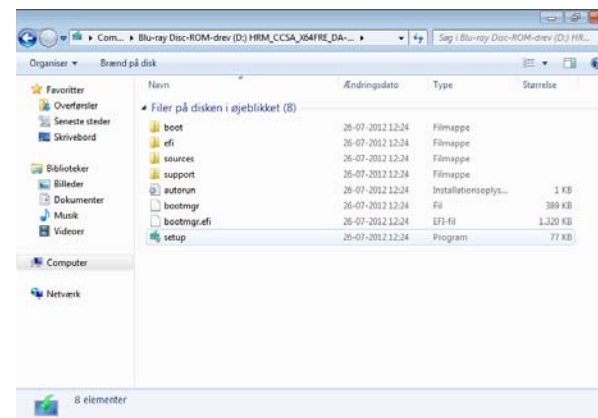 Com... ▸ Blu-ray Disc-ROM-drev (D:) HRM_CCSA_X64FRE_DA-... ▸
Søg i Blu-ray Disc-ROM-drev (D:) HR...
Organiser Brænd på disk
Navn Ændringsdato Type Størrelse
Favoritter
Overførsler
Seneste steder
Skrivebord
Biblioteker
Billeder
Dokumenter
Musik
Videoer
Computer
Netværk
Filer på disken i øjeblikket (8)
boot 26-07-2012 12:24 Filmappe
efi 26-07-2012 12:24 Filmappe
sources 26-07-2012 12:24 Filmappe
support 26-07-2012 12:24 Filmappe
autorun 26-07-2012 12:24 Installationsoplys... 1 KB
bootmgr 26-07-2012 12:24 Fil 389 KB
bootmgr.efi 26-07-2012 12:24 EFI-fil 1.320 KB
setup 26-07-2012 12:24 Program 77 KB
8 elementer